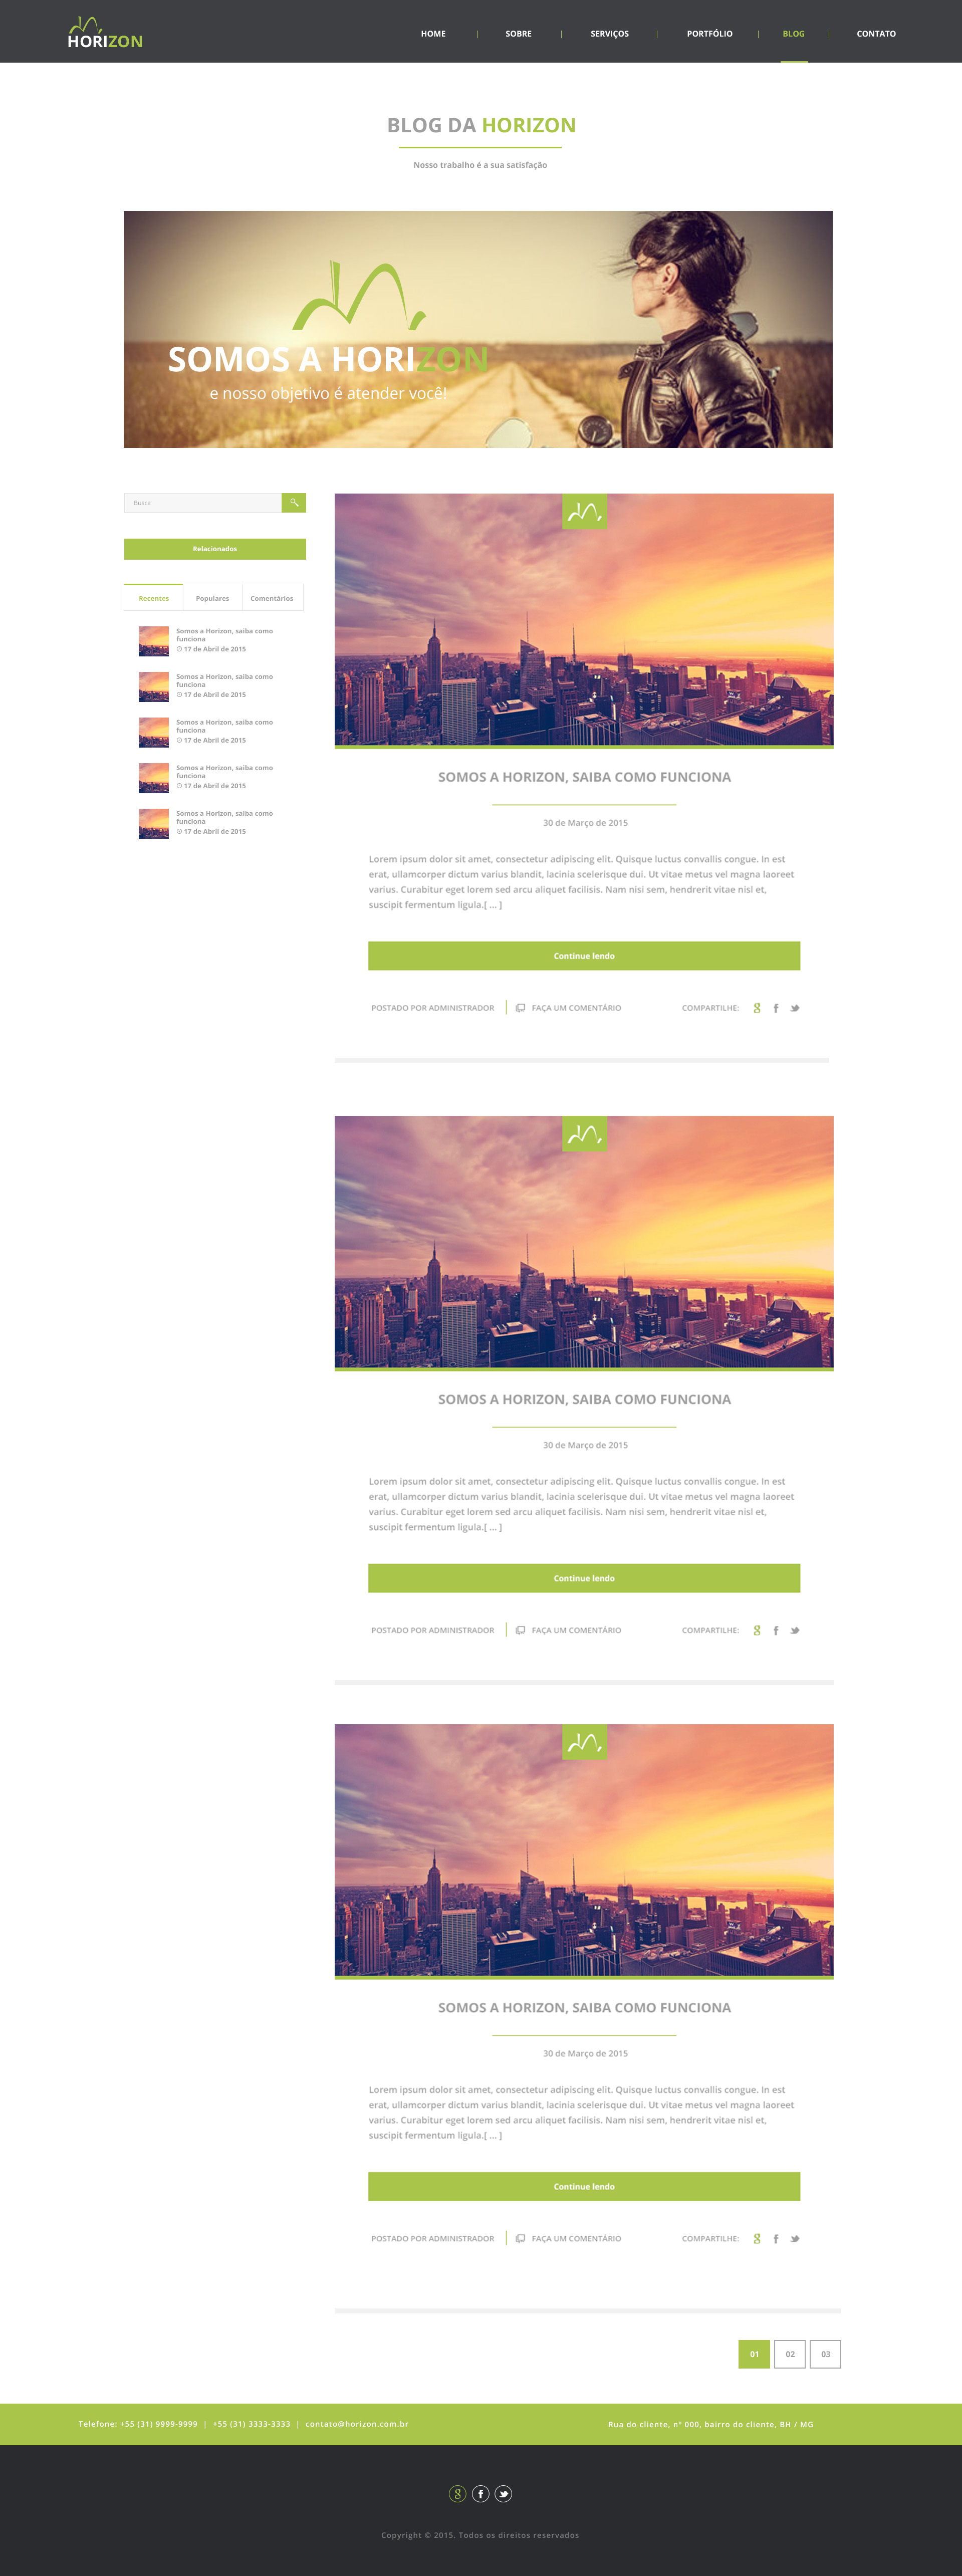 HORIZON
HOME | SOBRE | SERVIÇOS | PORTFÓLIO | BLOG | CONTATO
BLOG DA HORIZON
Nosso trabalho é a sua satisfação
SOMOS A HORIZON
e nosso objetivo é atender você!
Busca
Relacionados
Recentes Populares Comentários
Somos a Horizon, saiba como
funciona
17 de Abril de 2015
Somos a Horizon, saiba como
funciona
17 de Abril de 2015
Somos a Horizon, saiba como
funciona
17 de Abril de 2015
Somos a Horizon, saiba como
funciona
17 de Abril de 2015
Somos a Horizon, saiba como
funciona
17 de Abril de 2015
SOMOS A HORIZON, SAIBA COMO FUNCIONA
30 de Março de 2015
Lorem ipsum dolor sit amet, consectetur adipiscing elit. Quisque luctus convallis congue. In est
erat, ullamcorper dictum varius blandit, lacinia scelerisque dui. Ut vitae metus vel magna laoreet
varius. Curabitur eget lorem sed arcu aliquet facilisis. Nam nisi sem, hendrerit vitae nisl et,
suscipit fermentum ligula.[ ... ]
Continue lendo
POSTADO POR ADMINISTRADOR | FAÇA UM COMENTÁRIO COMPARTILHE:
SOMOS A HORIZON, SAIBA COMO FUNCIONA
30 de Março de 2015
Lorem ipsum dolor sit amet, consectetur adipiscing elit. Quisque luctus convallis congue. In est
erat, ullamcorper dictum varius blandit, lacinia scelerisque dui. Ut vitae metus vel magna laoreet
varius. Curabitur eget lorem sed arcu aliquet facilisis. Nam nisi sem, hendrerit vitae nisl et,
suscipit fermentum ligula.[ ... ]
Continue lendo
POSTADO POR ADMINISTRADOR | FAÇA UM COMENTÁRIO COMPARTILHE:
SOMOS A HORIZON, SAIBA COMO FUNCIONA
30 de Março de 2015
Lorem ipsum dolor sit amet, consectetur adipiscing elit. Quisque luctus convallis congue. In est
erat, ullamcorper dictum varius blandit, lacinia scelerisque dui. Ut vitae metus vel magna laoreet
varius. Curabitur eget lorem sed arcu aliquet facilisis. Nam nisi sem, hendrerit vitae nisl et,
suscipit fermentum ligula.[ ... ]
Continue lendo
POSTADO POR ADMINISTRADOR | FAÇA UM COMENTÁRIO COMPARTILHE:
01 02 03
Telefone: +55 (31) 9999-9999 | +55 (31) 3333-3333 | contato@horizon.com.br Rua do cliente, nº 000, bairro do cliente, BH / MG
Copyright © 2015. Todos os direitos reservados